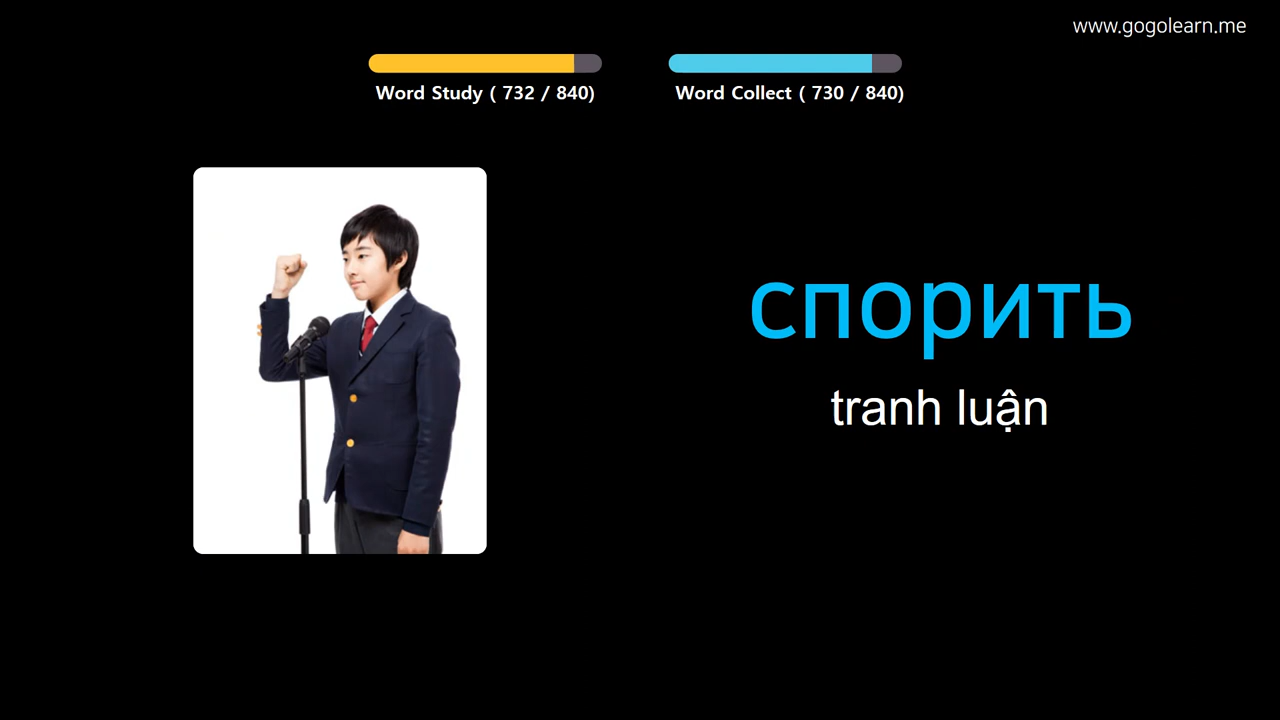 www.gogolearn.me
Word Study ( 732 / 840)
Word Collect ( 730 / 840)
спорить
tranh luận